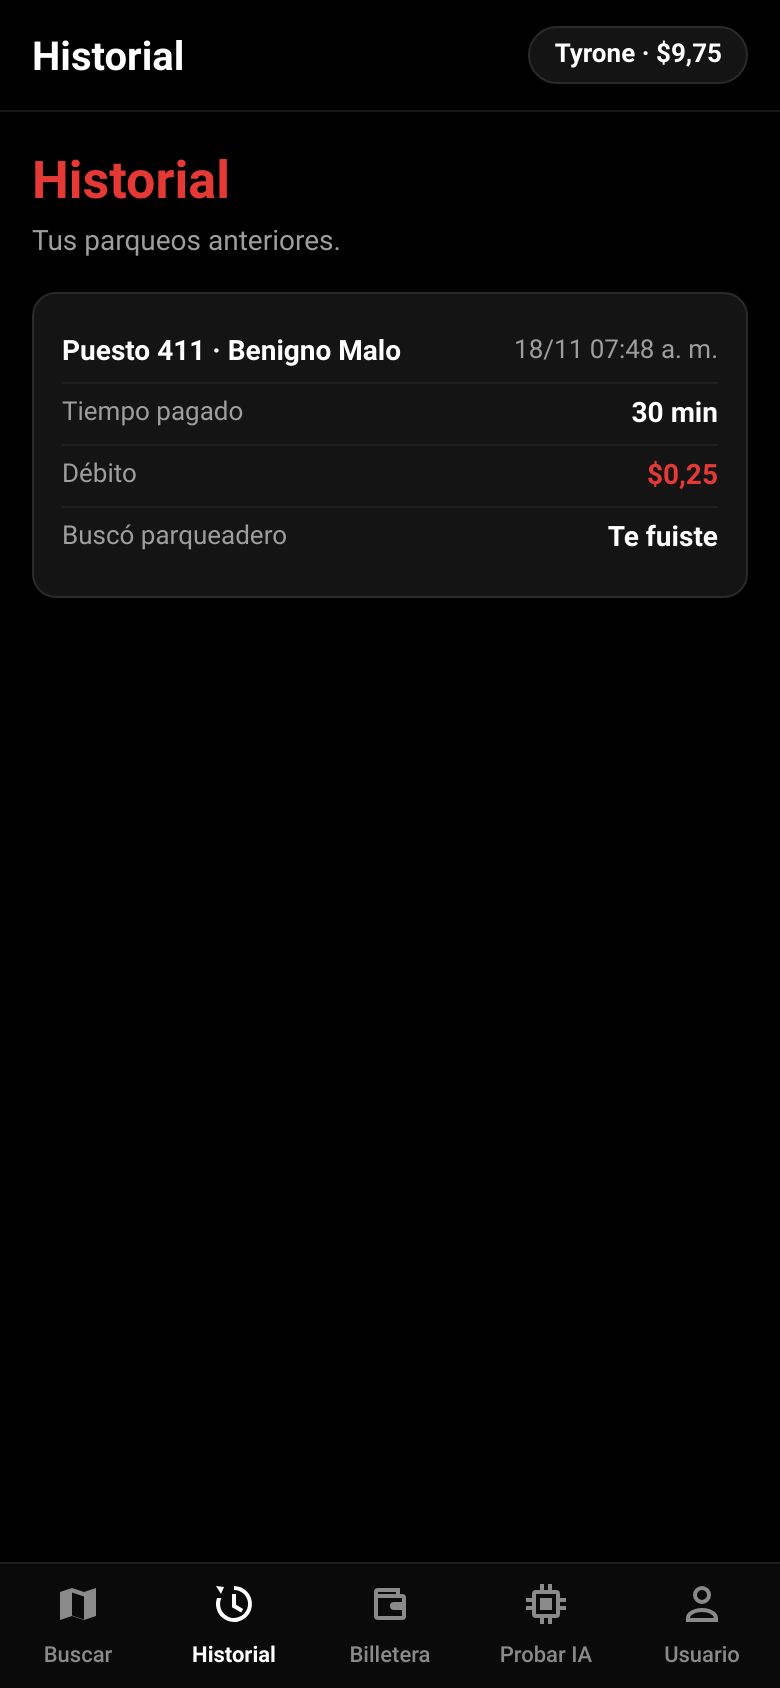 Historial
Tyrone · $9,75
Historial
Tus parqueos anteriores.
Puesto 411 · Benigno Malo
18/11 07:48 a. m.
Tiempo pagado
30 min
Débito
$0,25
Buscó parqueadero
Te fuiste
Buscar
Historial
Billetera
Probar IA
Usuario